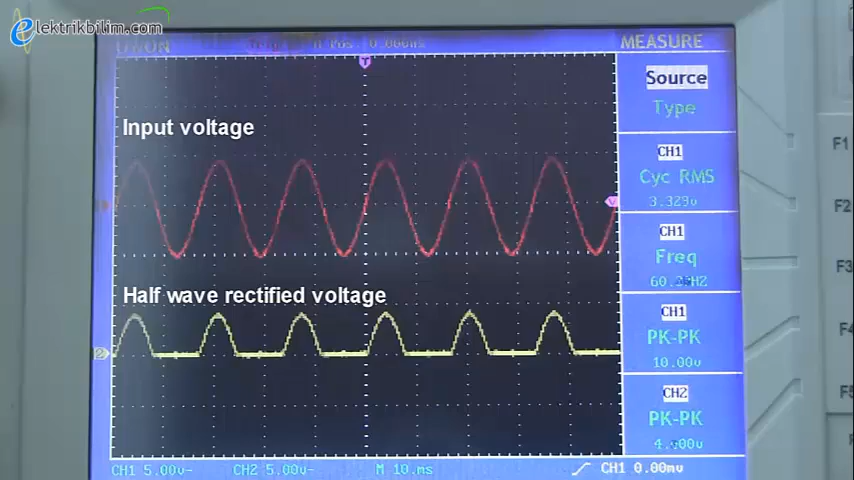 elektrikbilim.com
MEASURE
Source
Type
Input voltage
CH1
Cyc RMS
3.329v
CH1
Freq
Half wave rectified voltage
CH1
PK-PK
10.00v
CH2
PK-PK
CH1 5.00v~ CH2 5.00v~ M 10.ms CH1 0.00mv
T
V
2
F1
F2
F3
F4
F5